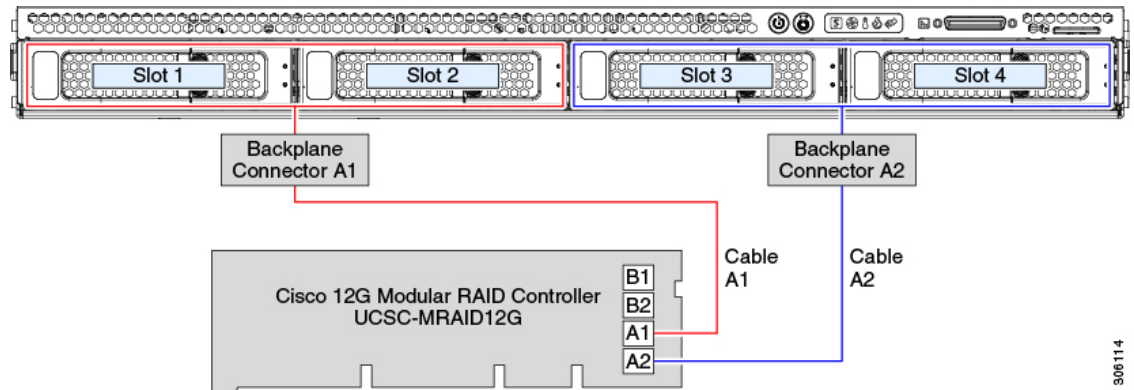 Slot 1
Slot 2
Slot 3
Slot 4
Backplane
Connector A1
Backplane
Connector A2
Cable
A1
Cable
A2
Cisco 12G Modular RAID Controller
UCSC-MRAID12G
B1
B2
A1
A2
306114